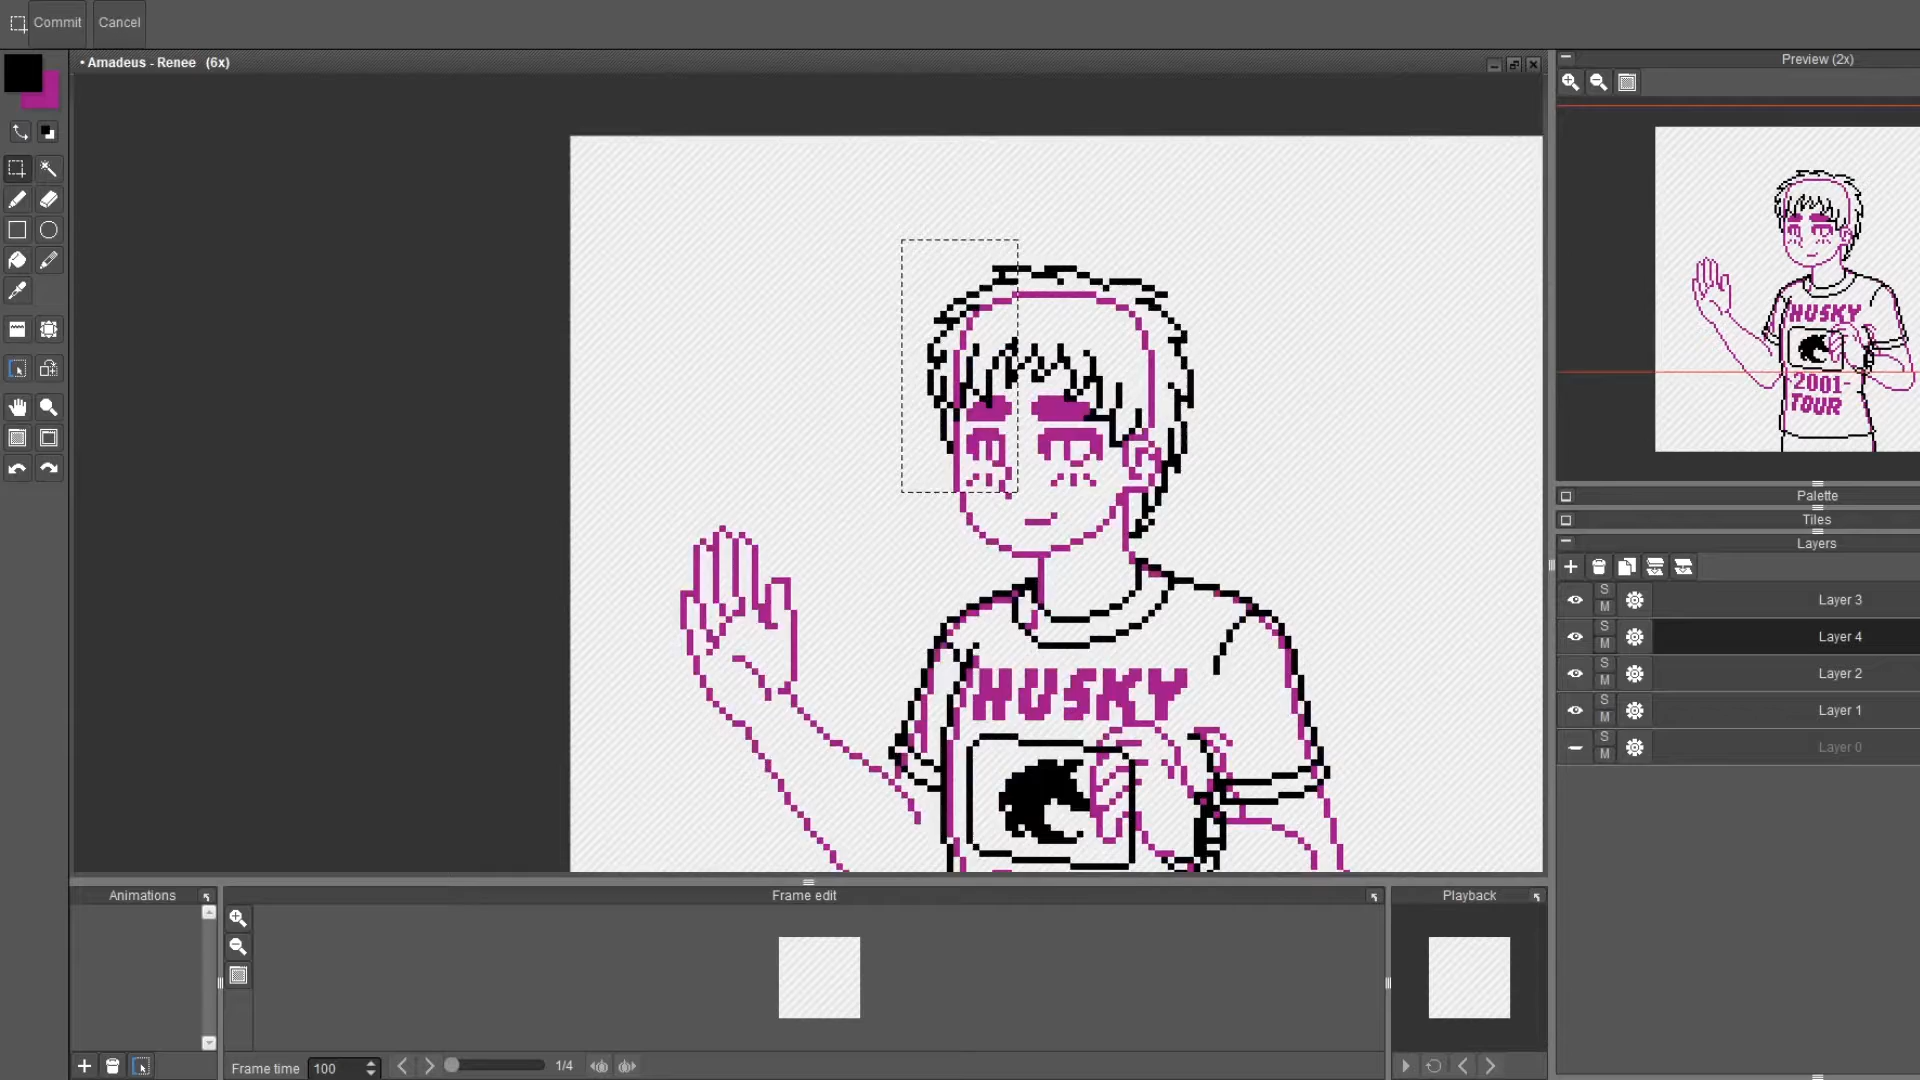 Commit Cancel
• Amadeus - Renee (6x)
Preview (2x)
HUSKY
-2001-
TOUR
Palette
Tiles
Layers
S
M
Layer 3
S
M
Layer 4
S
M
Layer 2
S
M
Layer 1
S
M
Layer 0
HUSKY
Animations
Frame edit
Playback
Frame time 100
1/4